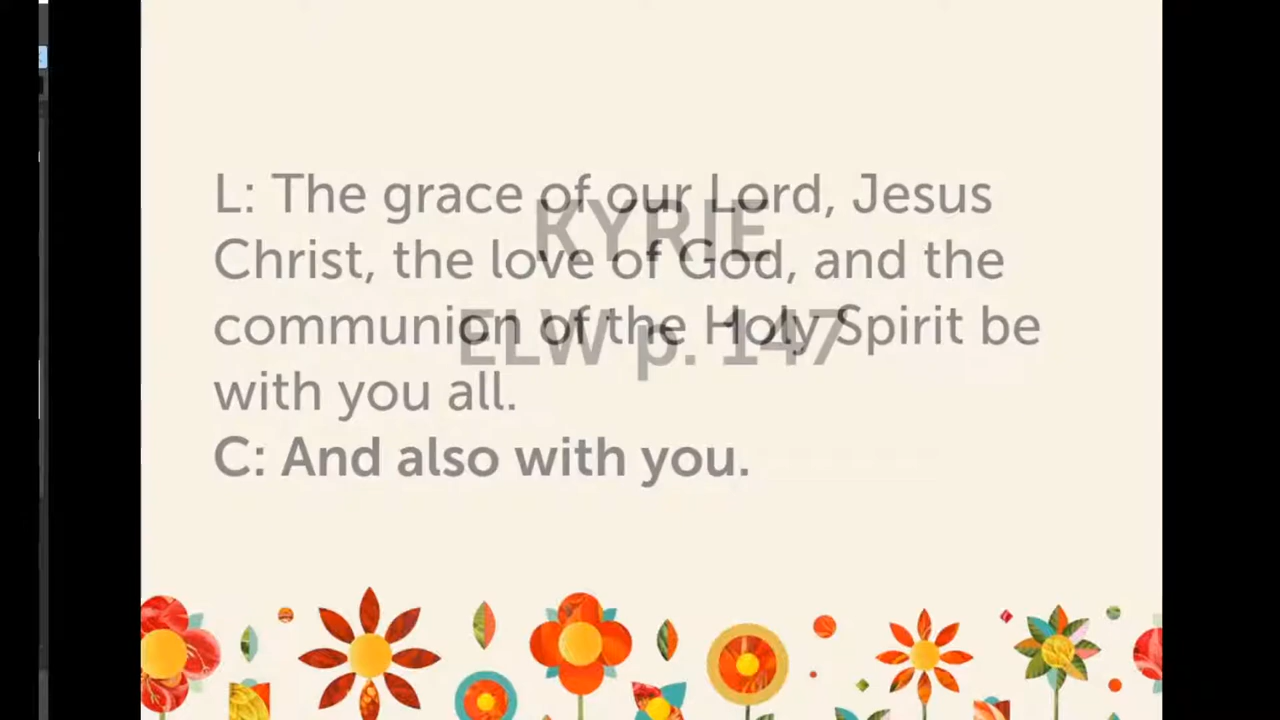 L: The grace of our Lord, Jesus
Christ, the love of God, and the
communion of the Holy Spirit be
with you all.
C: And also with you.
KYRIE
ELW p. 147